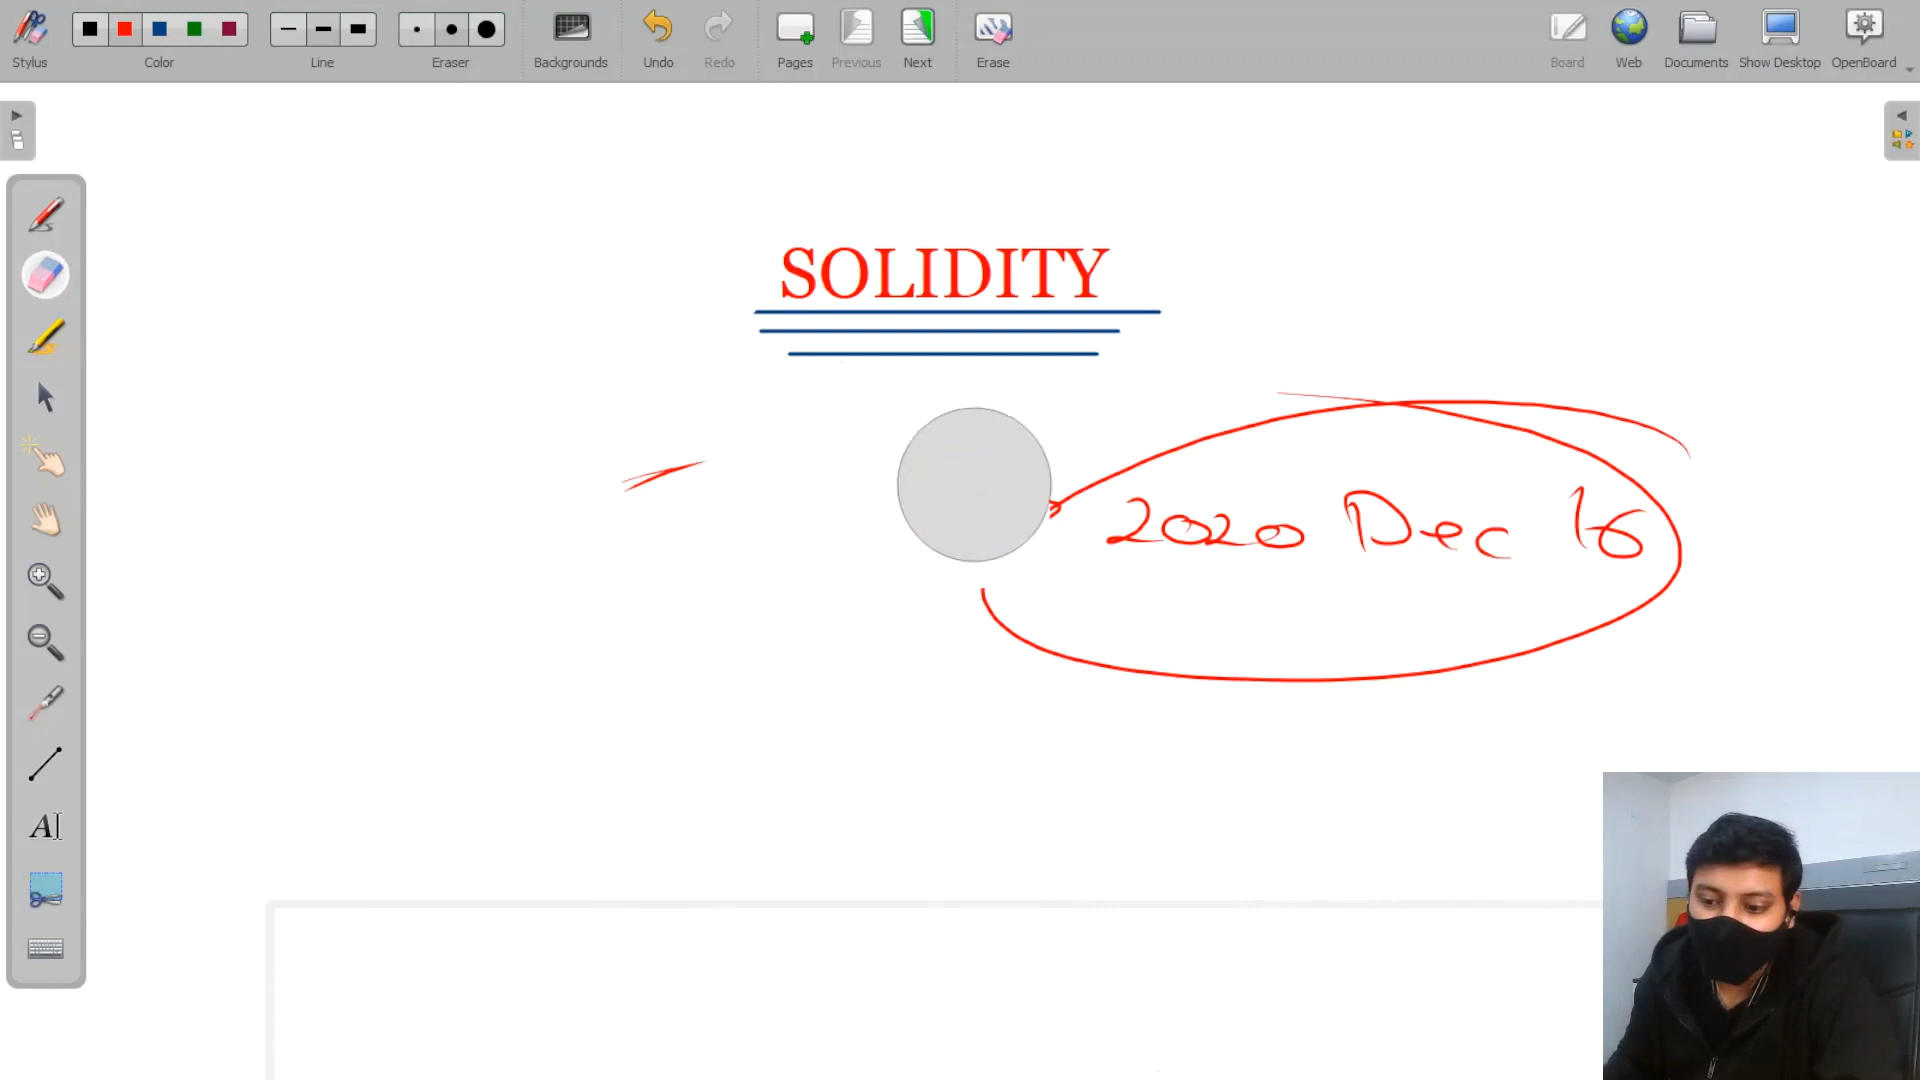 Stylus
Color
Line
Eraser
Backgrounds
Undo
Redo
Pages
Previous
Next
Erase
Board
Web
Documents
Show Desktop
OpenBoard
SOLIDITY
2020 Dec 16
A